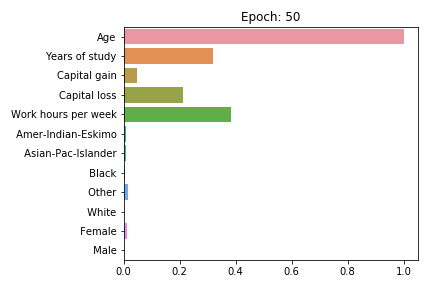 Epoch: 50
Age
Years of study
Capital gain
Capital loss
Work hours per week
Amer-Indian-Eskimo
Asian-Pac-Islander
Black
Other
White
Female
Male
0.0 0.2 0.4 0.6 0.8 1.0